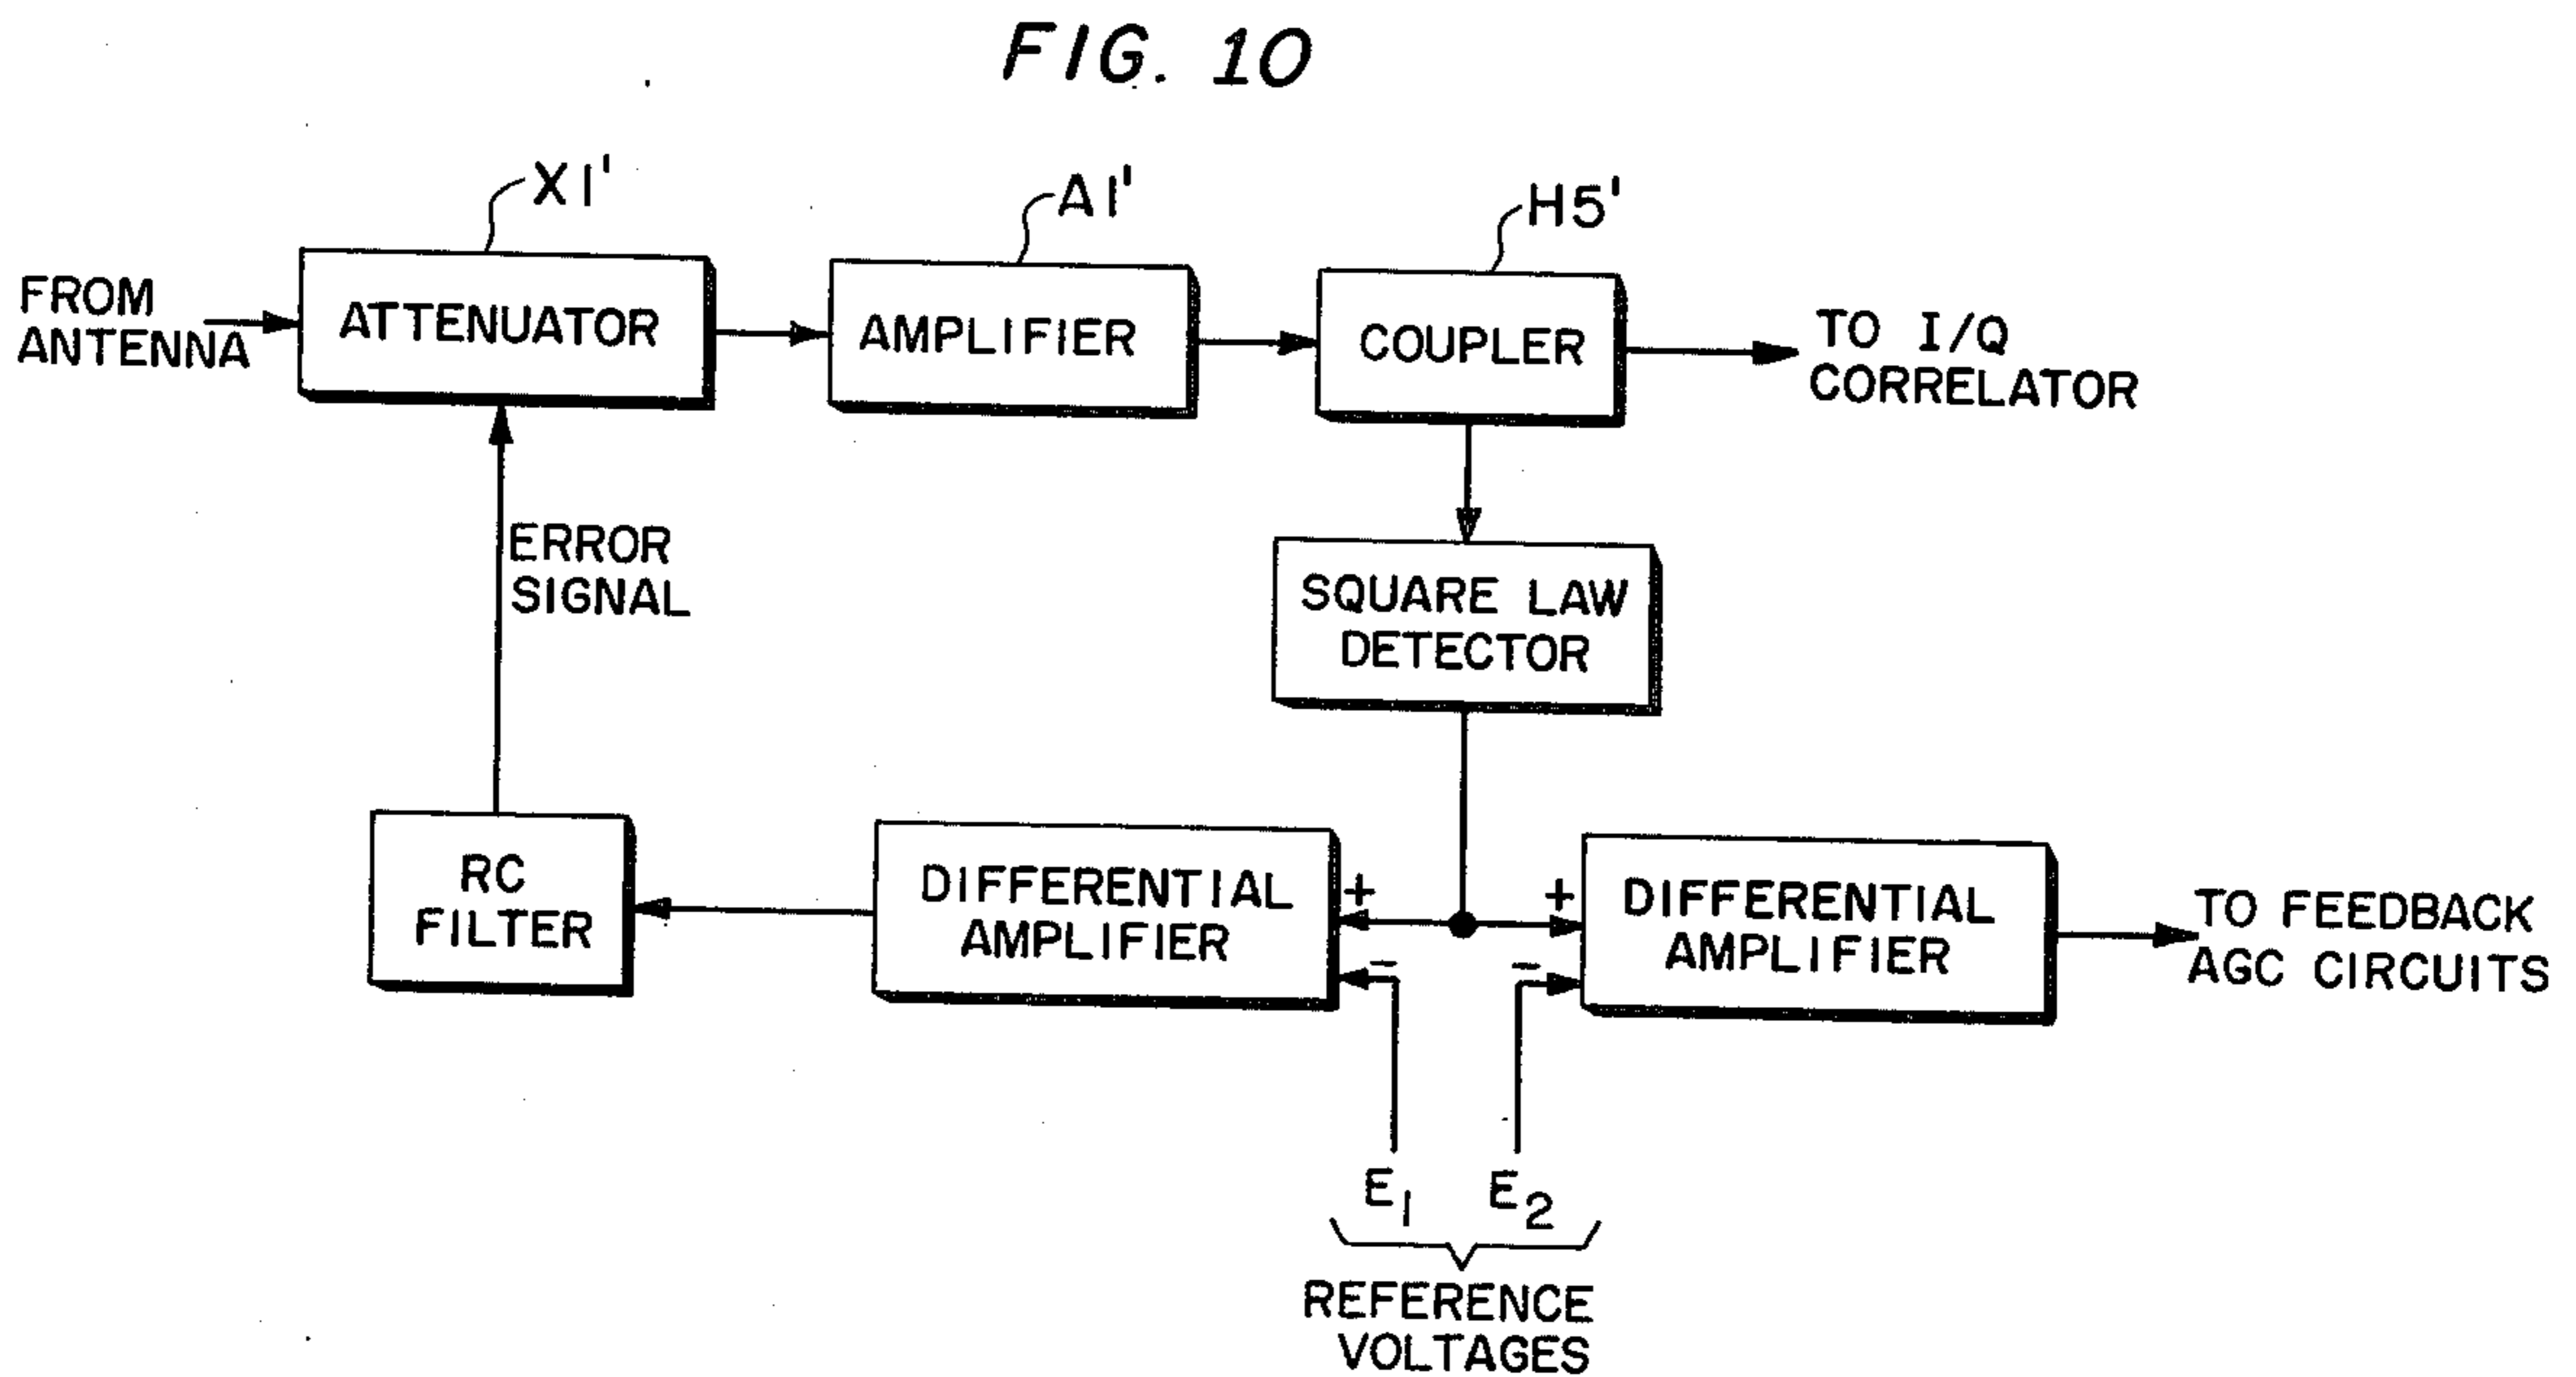 FIG. 10
X1'
A1'
H5'
FROM
ANTENNA
ATTENUATOR
AMPLIFIER
COUPLER
TO I/Q
CORRELATOR
ERROR
SIGNAL
SQUARE LAW
DETECTOR
RC
FILTER
DIFFERENTIAL
AMPLIFIER
+
-
+
-
DIFFERENTIAL
AMPLIFIER
TO FEEDBACK
AGC CIRCUITS
E1
E2
REFERENCE
VOLTAGES